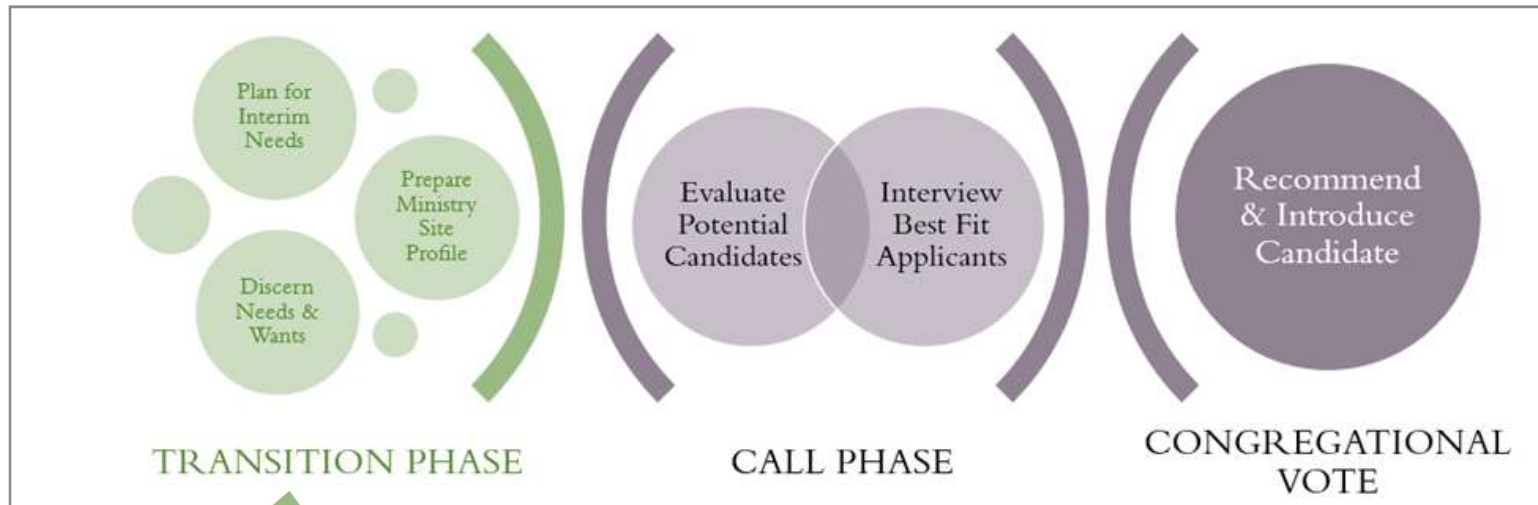 Plan for
Interim
Needs
Prepare
Ministry
Site
Profile
Discern
Needs &
Wants
TRANSITION PHASE
Evaluate
Potential
Candidates
Interview
Best Fit
Applicants
CALL PHASE
Recommend
& Introduce
Candidate
CONGREGATIONAL
VOTE